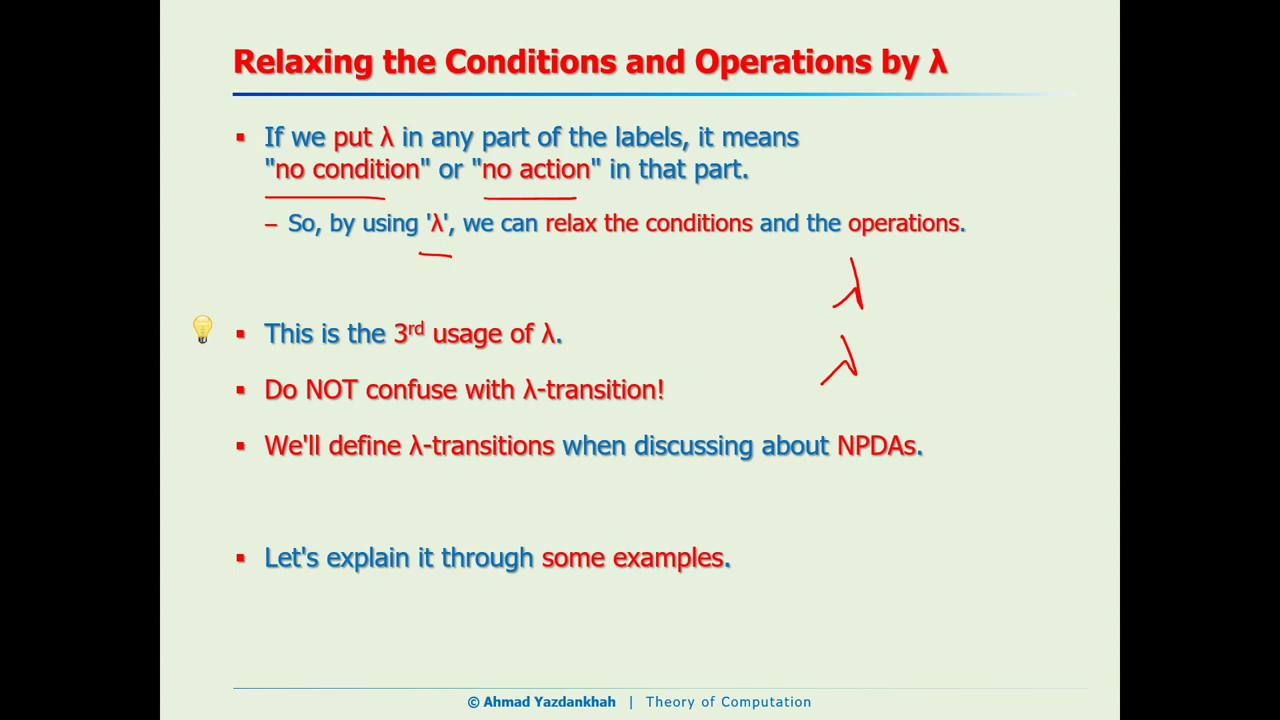 Relaxing the Conditions and Operations by λ
▪ If we put λ in any part of the labels, it means
"no condition" or "no action" in that part.
– So, by using 'λ', we can relax the conditions and the operations.
λ
▪ This is the 3rd usage of λ.
λ
▪ Do NOT confuse with λ-transition!
▪ We'll define λ-transitions when discussing about NPDAs.
▪ Let's explain it through some examples.
© Ahmad Yazdankhah | Theory of Computation